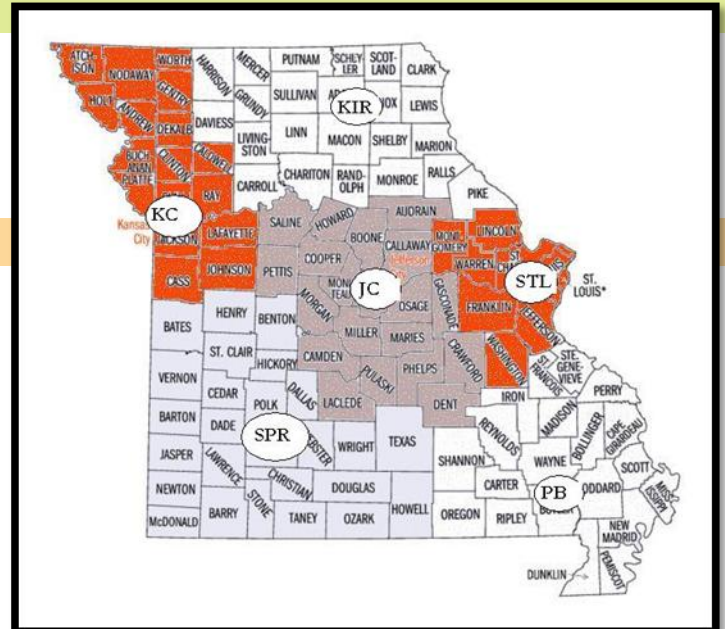 ATCH-
ISON
NODAWAY
WORTH
HARRISON
MERCER
PUTNAM
SCHUY-
LER
SCOT-
LAND
CLARK
GENTRY
GRUNDY
SULLIVAN
KIR
LEWIS
HOLT
ANDREW
DEKALB
DAVIESS
LIVING-
STON
LINN
MACON
SHELBY
MARION
BUCH-
ANAN
CLINTON
CALDWELL
CHARITON
RAND-
OLPH
MONROE
RALLS
PLATTE
RAY
CARROLL
PIKE
KC
Kansas
City
JACKSON
LAFAYETTE
SALINE
HOWARD
BOONE
AUDRAIN
CALLAWAY
MONT-
GOMERY
LINCOLN
WARREN
STL
ST.
LOUIS*
CASS
JOHNSON
PETTIS
COOPER
MONI-
TEAU
JC
OSAGE
GASCONADE
FRANKLIN
JEFFERSON
BATES
HENRY
BENTON
MORGAN
MILLER
MARIES
CRAWFORD
WASHINGTON
ST.
FRANCOIS
STE.
GENE-
VIEVE
VERNON
ST. CLAIR
HICKORY
CAMDEN
PULASKI
PHELPS
IRON
PERRY
BARTON
CEDAR
POLK
DALLAS
LACLEDE
DENT
REYNOLDS
MADISON
BOLLINGER
CAPE
GIRARDEAU
DADE
SPR
WRIGHT
TEXAS
SHANNON
WAYNE
SCOTT
JASPER
LAWRENCE
CHRISTIAN
DOUGLAS
CARTER
PB
MISS-
ISSIPPI
NEWTON
STONE
HOWELL
OREGON
RIPLEY
NEW
MADRID
McDONALD
BARRY
TANEY
OZARK
DUNKLIN
PEMISCOT